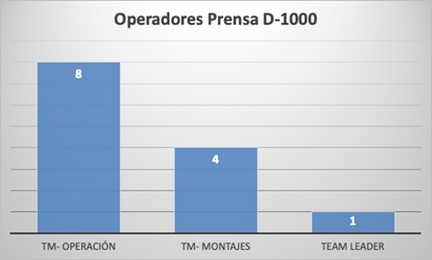 Operadores Prensa D-1000
8
4
1
TM- OPERACIÓN
TM- MONTAJES
TEAM LEADER